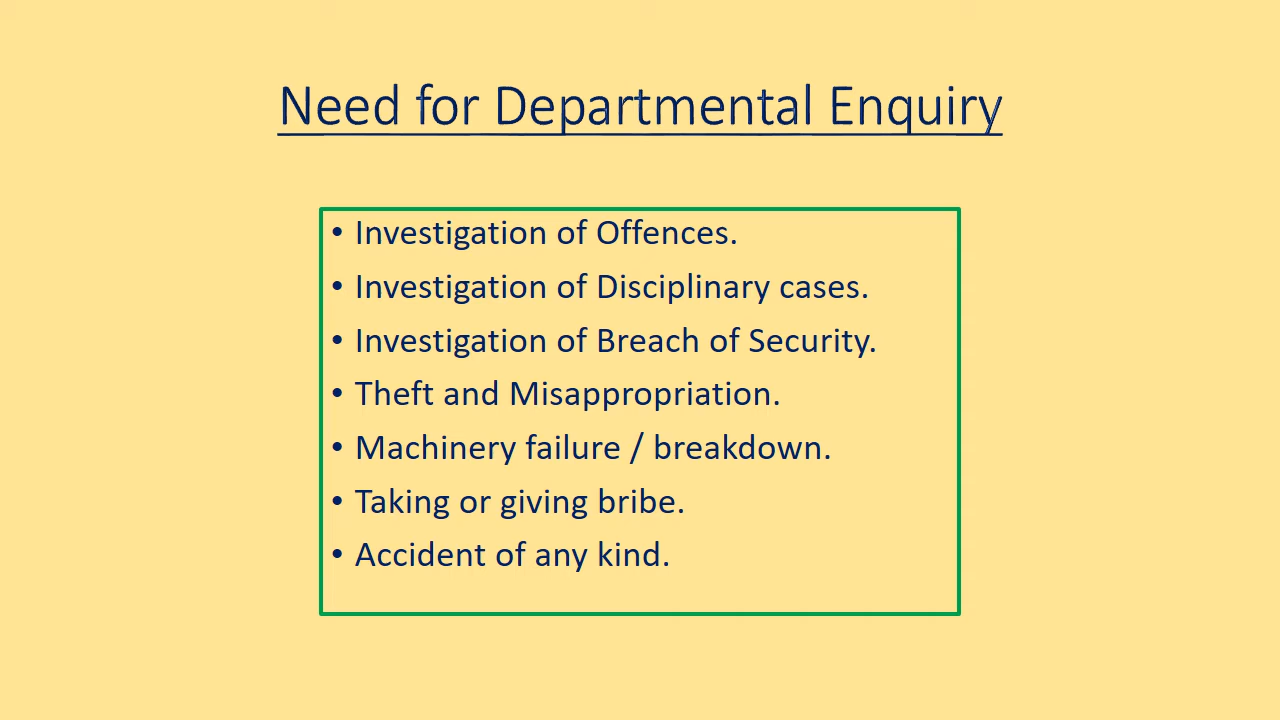 Need for Departmental Enquiry
• Investigation of Offences.
• Investigation of Disciplinary cases.
• Investigation of Breach of Security.
• Theft and Misappropriation.
• Machinery failure / breakdown.
• Taking or giving bribe.
• Accident of any kind.